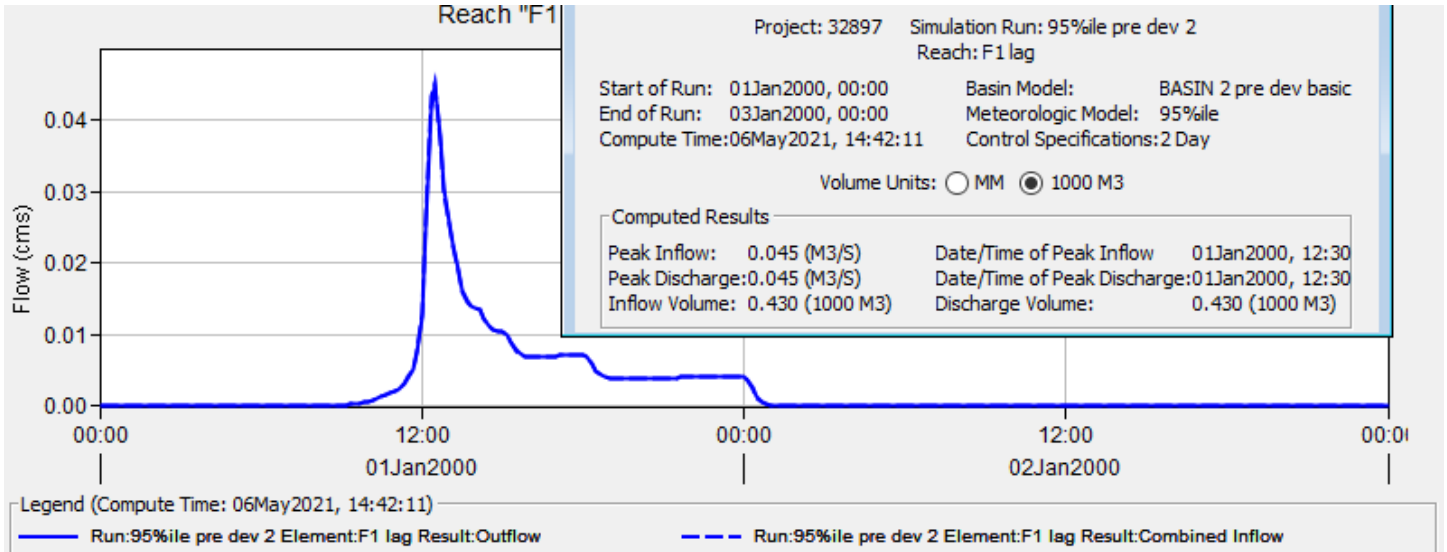 Reach "F1
Project: 32897 Simulation Run: 95%ile pre dev 2
Reach: F1 lag
Start of Run: 01Jan2000, 00:00 Basin Model: BASIN 2 pre dev basic
End of Run: 03Jan2000, 00:00 Meteorologic Model: 95%ile
Compute Time:06May2021, 14:42:11 Control Specifications:2 Day
Volume Units: MM 1000 M3
Computed Results
Peak Inflow: 0.045 (M3/S) Date/Time of Peak Inflow 01Jan2000, 12:30
Peak Discharge:0.045 (M3/S) Date/Time of Peak Discharge:01Jan2000, 12:30
Inflow Volume: 0.430 (1000 M3) Discharge Volume: 0.430 (1000 M3)
Flow (cms)
0.04
0.03
0.02
0.01
0.00
00:00 12:00 00:00 12:00 00:00
01Jan2000 02Jan2000
Legend (Compute Time: 06May2021, 14:42:11)
Run:95%ile pre dev 2 Element:F1 lag Result:Outflow Run:95%ile pre dev 2 Element:F1 lag Result:Combined Inflow